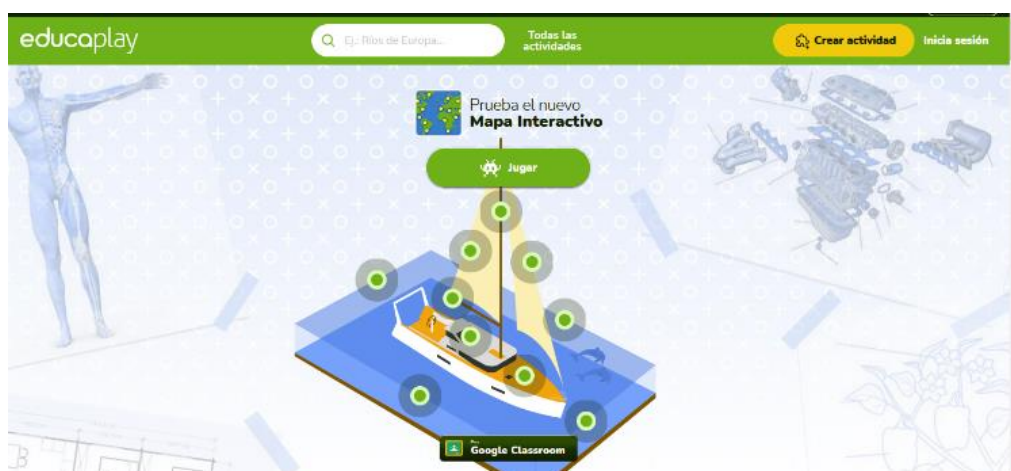 educaplay
Ej.: Ríos de Europa...
Todas las
actividades
Crear actividad
Inicia sesión
Prueba el nuevo
Mapa Interactivo
Jugar
Google Classroom